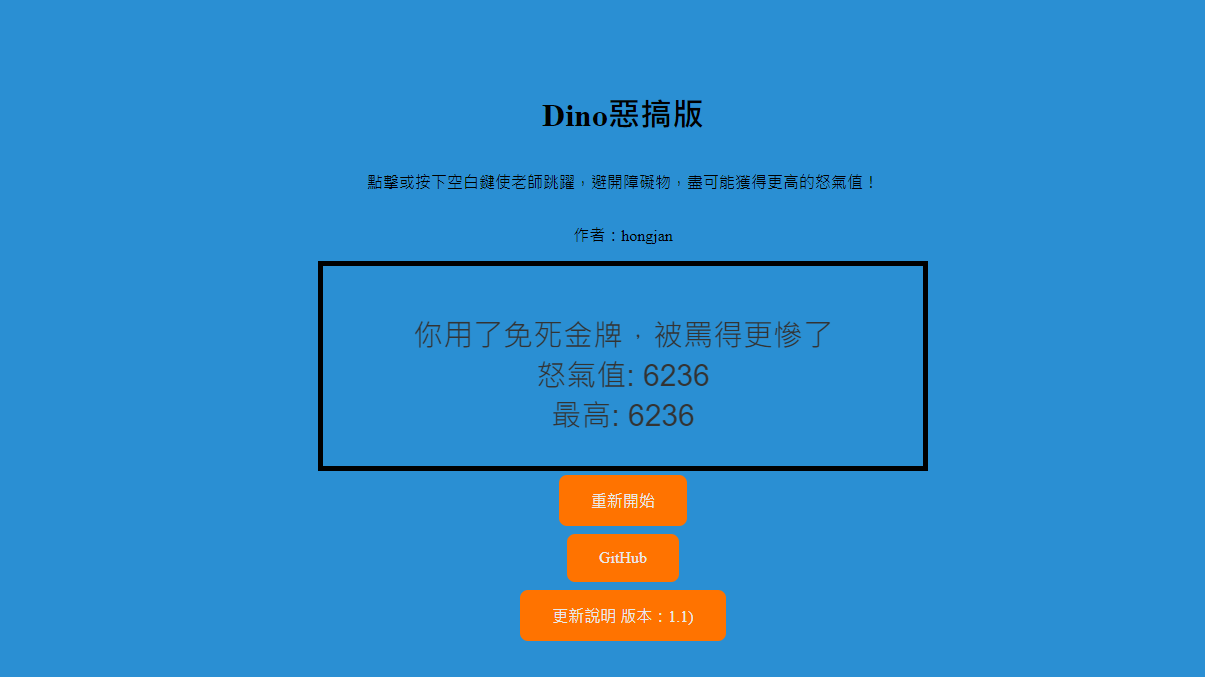 Dino惡搞版
點擊或按下空白鍵使老師跳躍，避開障礙物，盡可能獲得更高的怒氣值！
作者：hongjan
你用了免死金牌，被罵得更慘了
怒氣值: 6236
最高: 6236
重新開始
GitHub
更新說明 版本：1.1)